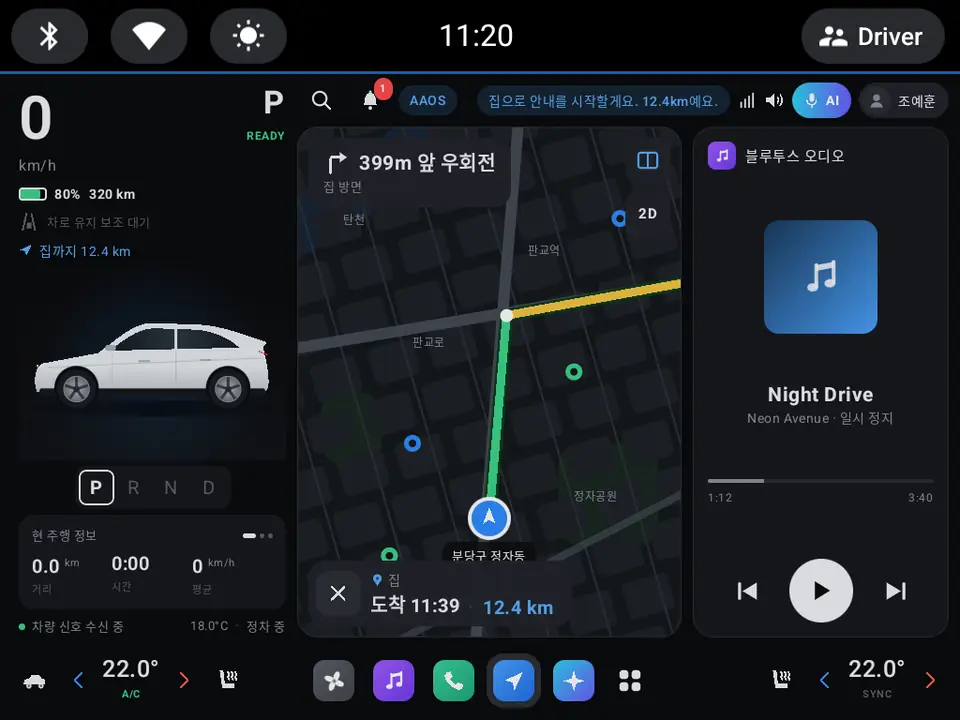 11:20
Driver
0
P
READY
km/h
80% 320 km
차로 유지 보조 대기
집까지 12.4 km
P R N D
현 주행 정보
0.0 km
0:00
0 km/h
거리
시간
평균
차량 신호 수신 중
18.0°C · 정차 중
1
AAOS
집으로 안내를 시작할게요. 12.4km예요.
AI
조예훈
399m 앞 우회전
집 방면
2D
탄천
판교역
판교로
정자공원
분당구 정자동
집
도착 11:39 · 12.4 km
블루투스 오디오
Night Drive
Neon Avenue · 일시 정지
1:12
3:40
22.0°
A/C
22.0°
SYNC